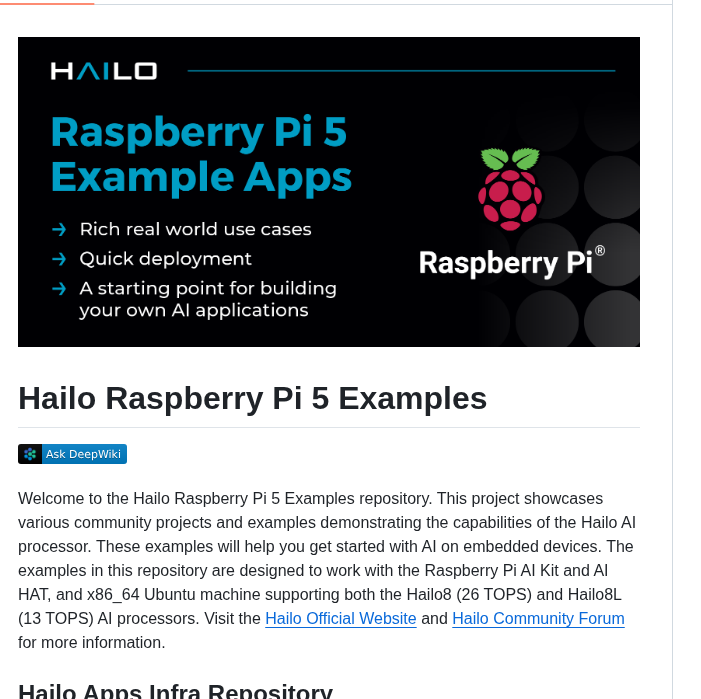 HAILO
Raspberry Pi 5
Example Apps
→ Rich real world use cases
→ Quick deployment
→ A starting point for building
your own AI applications
Raspberry Pi®
Hailo Raspberry Pi 5 Examples
Ask DeepWiki
Welcome to the Hailo Raspberry Pi 5 Examples repository. This project showcases
various community projects and examples demonstrating the capabilities of the Hailo AI
processor. These examples will help you get started with AI on embedded devices. The
examples in this repository are designed to work with the Raspberry Pi AI Kit and AI
HAT, and x86_64 Ubuntu machine supporting both the Hailo8 (26 TOPS) and Hailo8L
(13 TOPS) AI processors. Visit the Hailo Official Website and Hailo Community Forum
for more information.
Hailo Apps Infra Repository